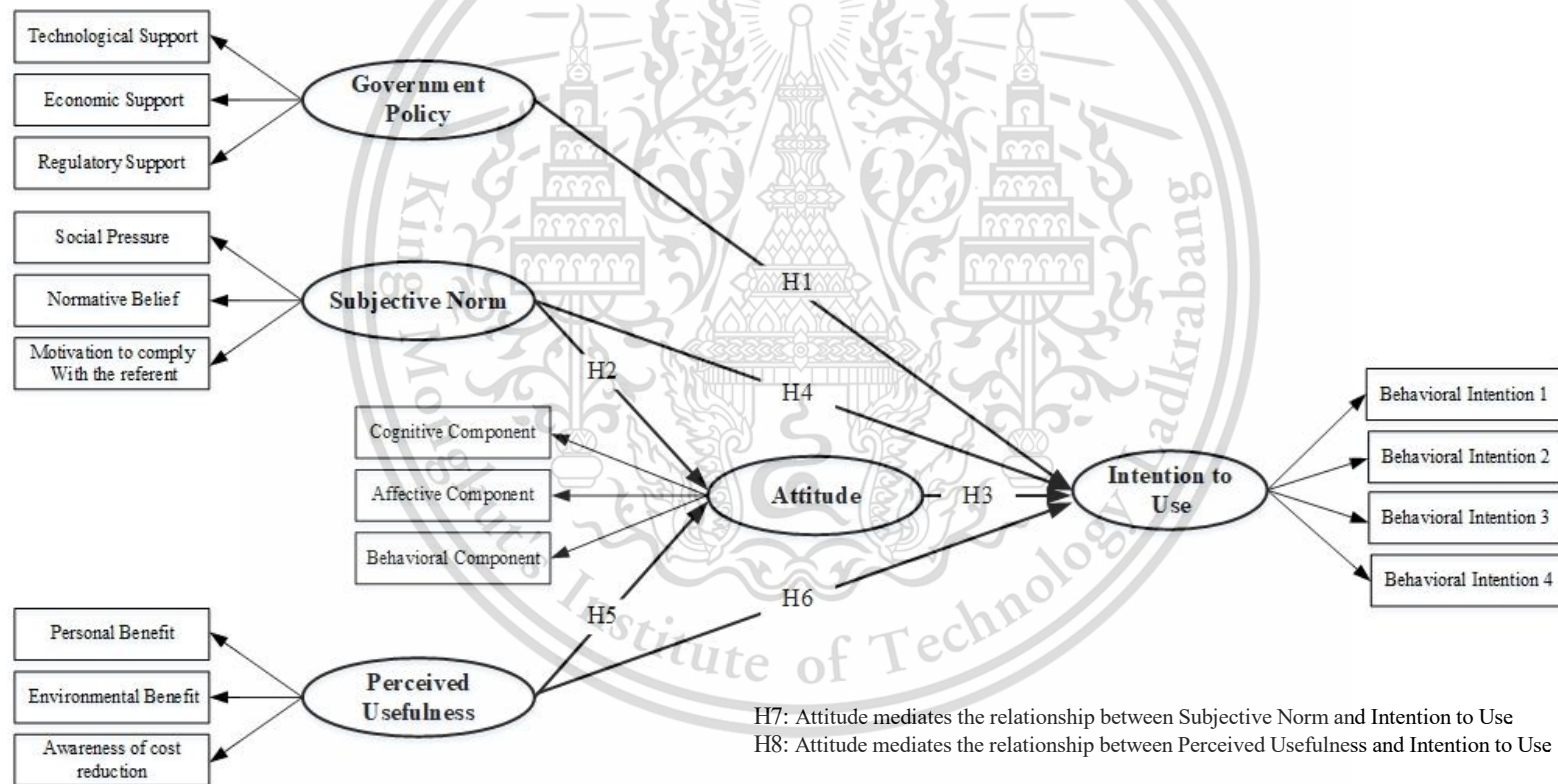 Technological Support
Economic Support
Regulatory Support
Government
Policy
Social Pressure
Normative Belief
Motivation to comply
With the referent
Subjective Norm
H1
H2
H4
Cognitive Component
Affective Component
Behavioral Component
Attitude
H3
Intention to
Use
Behavioral Intention 1
Behavioral Intention 2
Behavioral Intention 3
Behavioral Intention 4
H5
H6
Personal Benefit
Environmental Benefit
Awareness of cost
reduction
Perceived
Usefulness
H7: Attitude mediates the relationship between Subjective Norm and Intention to Use
H8: Attitude mediates the relationship between Perceived Usefulness and Intention to Use
King Mongkut's Institute of Technology Ladkrabang